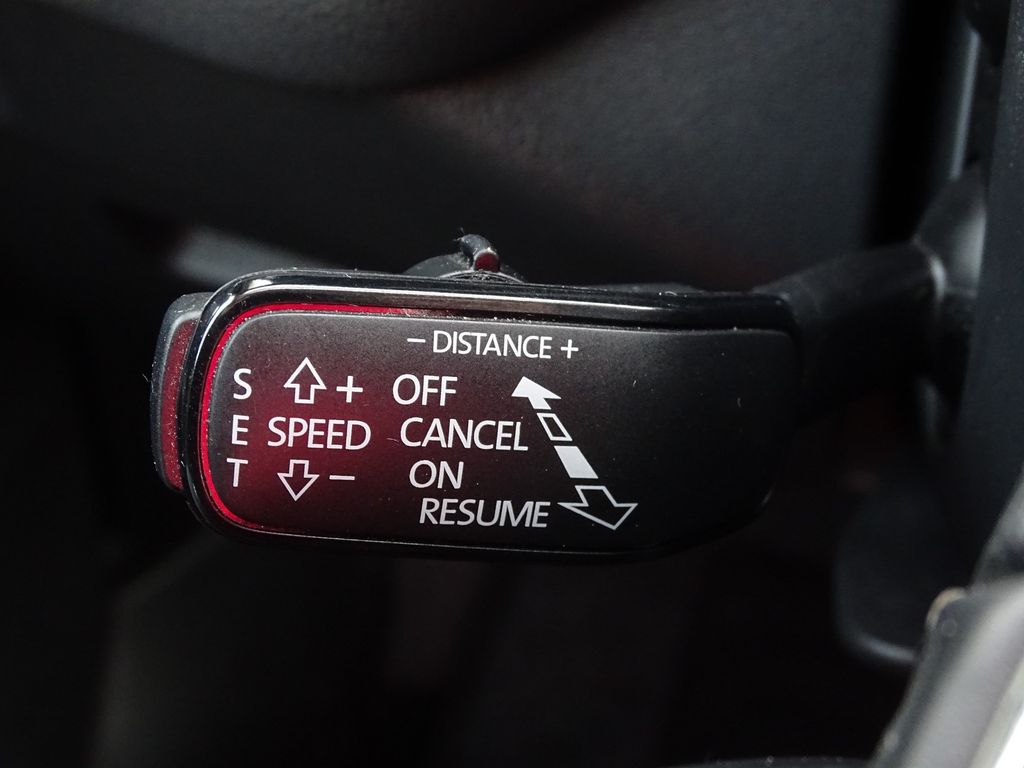 – DISTANCE +
S + OFF
E SPEED CANCEL
T – ON
RESUME